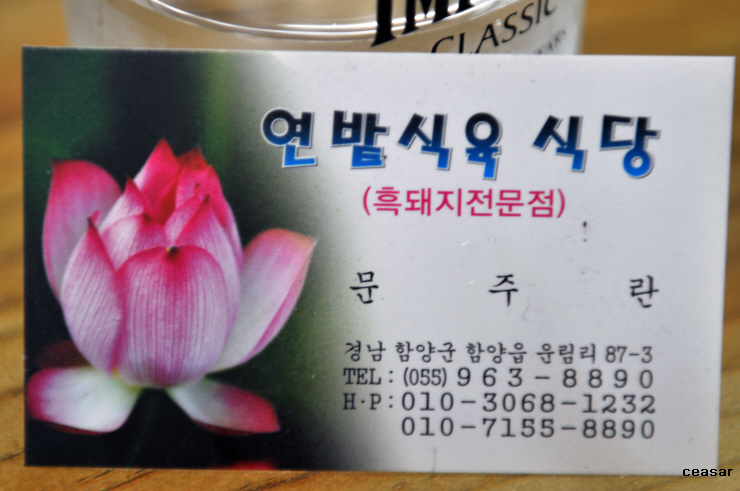 CLASSIC
연밭식육 식당
(흑돼지전문점)
문 주 란
경남 함양군 함양읍 운림리 87-3
TEL : (055) 963-8890
H·P : 010-3068-1232
010-7155-8890
ceasar